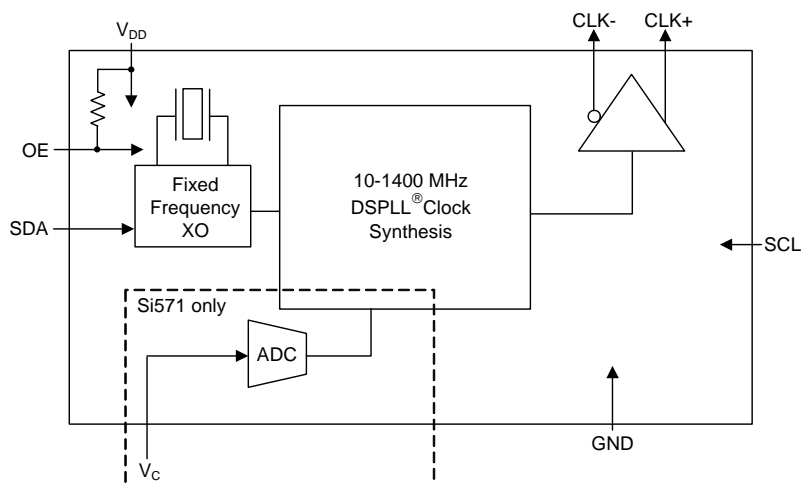 CLK- CLK+
V_DD
OE
Fixed
Frequency
XO
10-1400 MHz
DSPLL® Clock
Synthesis
SDA
SCL
Si571 only
ADC
GND
V_C